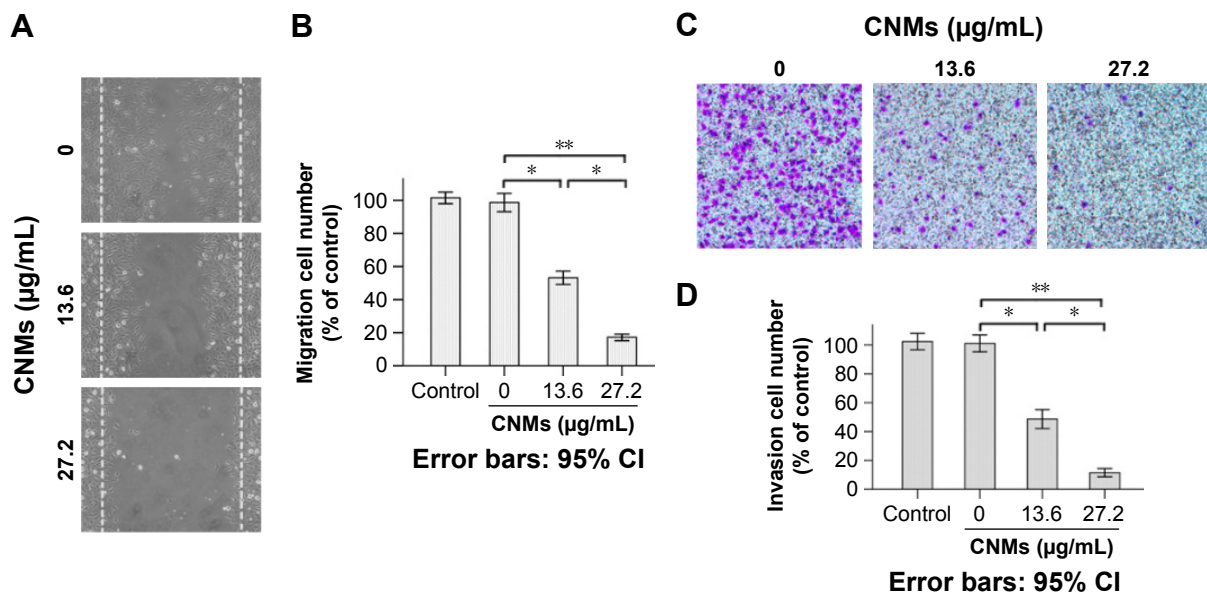 A
CNMs (µg/mL)
0
13.6
27.2
B
Migration cell number
(% of control)
100
80
60
40
20
0
**
* *
Control 0 13.6 27.2
CNMs (µg/mL)
Error bars: 95% CI
C
CNMs (µg/mL)
0 13.6 27.2
D
Invasion cell number
(% of control)
100
80
60
40
20
0
**
* *
Control 0 13.6 27.2
CNMs (µg/mL)
Error bars: 95% CI